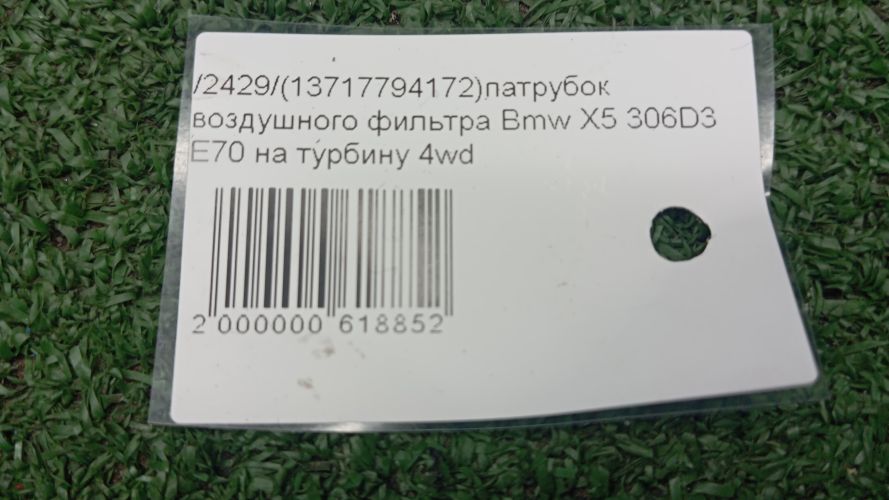 /2429/(13717794172)патрубок
воздушного фильтра Bmw X5 306D3
E70 на турбину 4wd
2 000000 618852